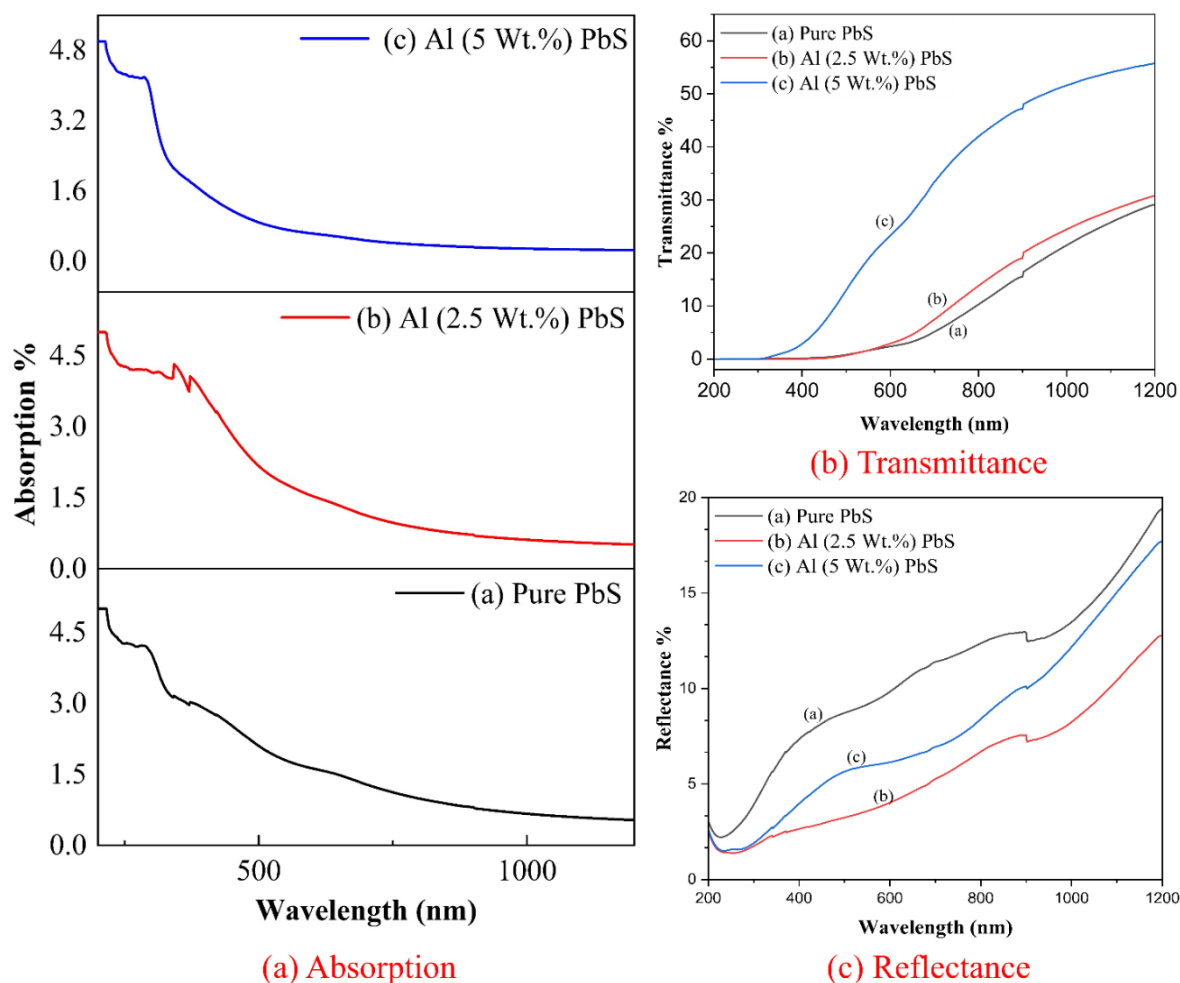 (c) Al (5 Wt.%) PbS
4.8
3.2
1.6
0.0
(b) Al (2.5 Wt.%) PbS
4.5
3.0
1.5
0.0
(a) Pure PbS
4.5
3.0
1.5
0.0
500
1000
Absorption %
Wavelength (nm)
(a) Absorption
(a) Pure PbS
(b) Al (2.5 Wt.%) PbS
(c) Al (5 Wt.%) PbS
60
50
40
30
20
10
0
(c)
(b)
(a)
200 400 600 800 1000 1200
Transmittance %
Wavelength (nm)
(b) Transmittance
(a) Pure PbS
(b) Al (2.5 Wt.%) PbS
(c) Al (5 Wt.%) PbS
20
15
10
5
0
(a)
(c)
(b)
200 400 600 800 1000 1200
Reflectance %
Wavelength (nm)
(c) Reflectance